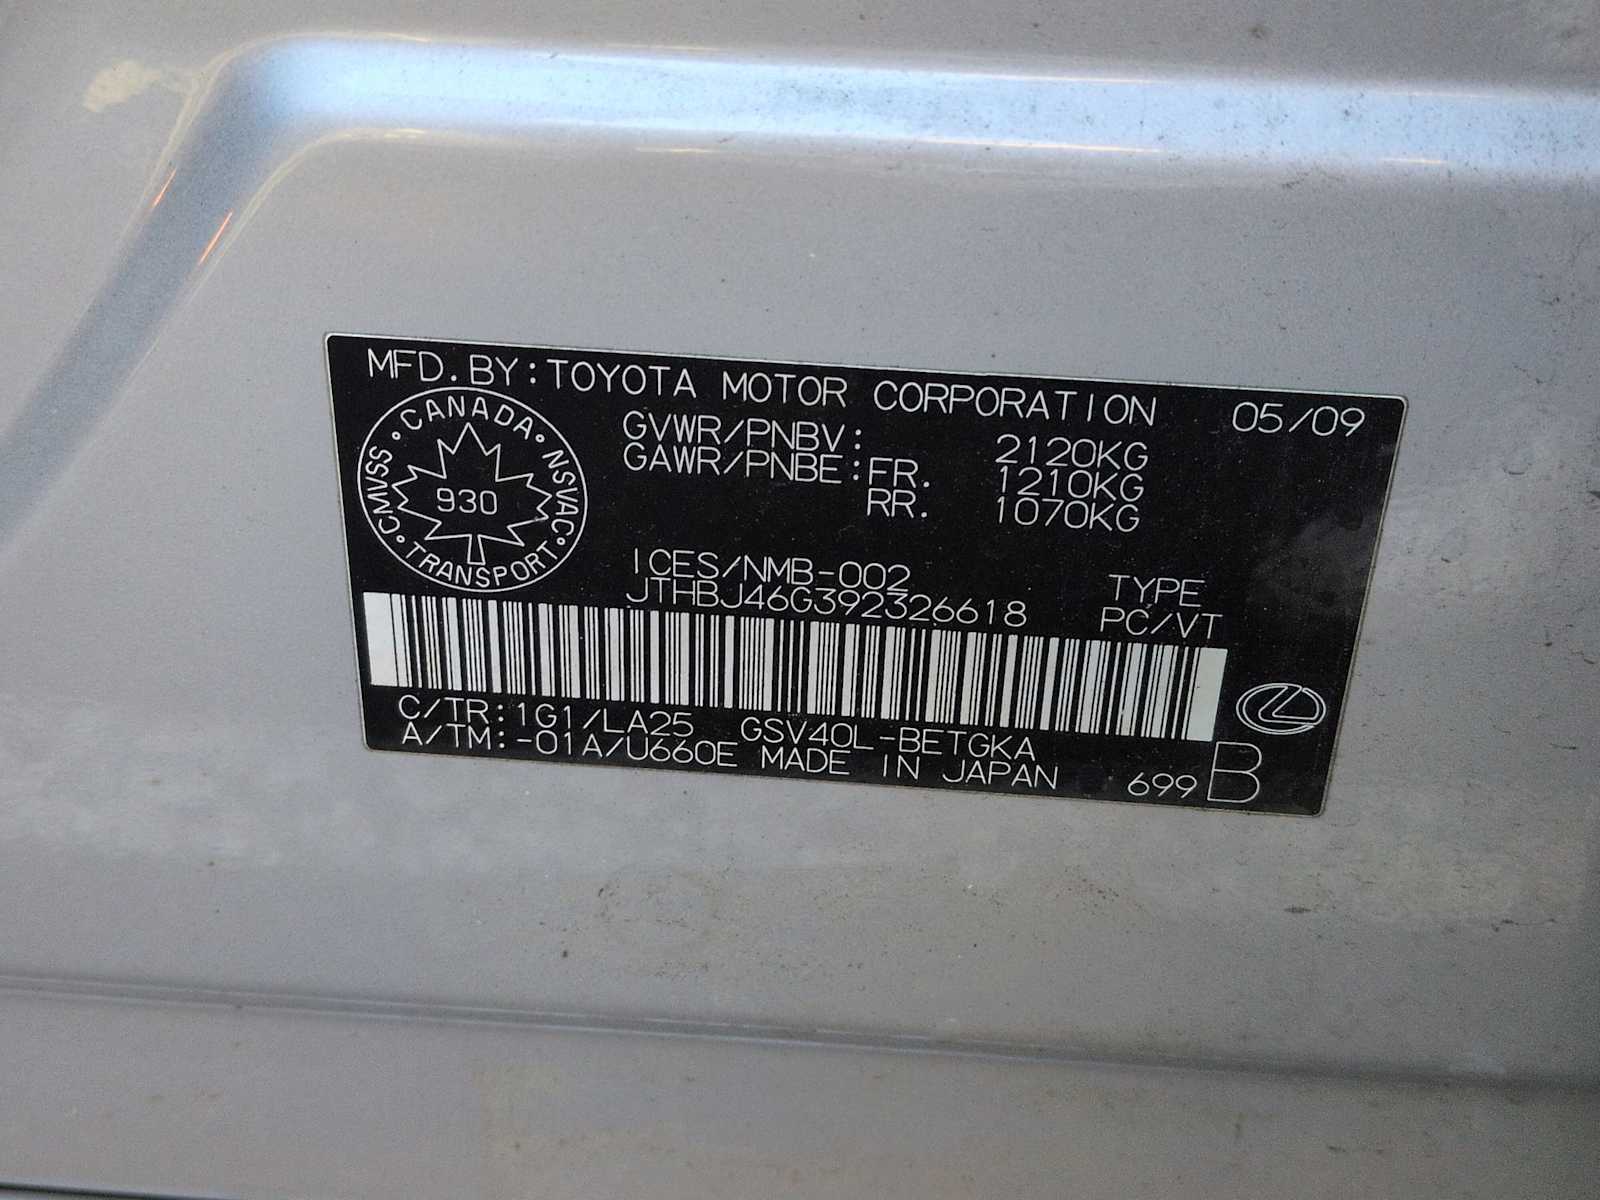 MFD. BY: TOYOTA MOTOR CORPORATION 05/09
CANADA · NSVAC · TRANSPORT · CMVSS ·
930
GVWR/PNBV: 2120KG
GAWR/PNBE: FR. 1210KG
RR. 1070KG
ICES/NMB-002
JTHBJ46G392326618
TYPE
PC/VT
C/TR: 1G1/LA25 GSV40L-BETGKA
A/TM: -01A/U660E MADE IN JAPAN
699 B